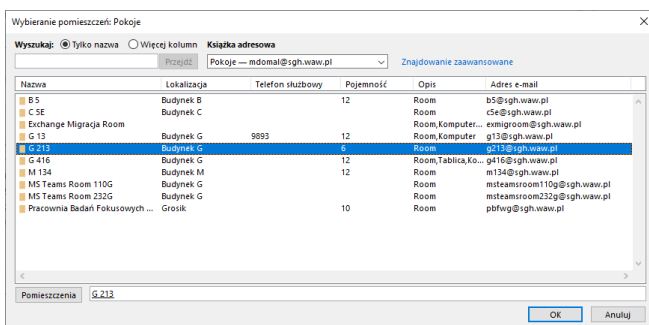 Wybieranie pomieszczeń: Pokoje
Wyszukaj: Tylko nazwa Więcej kolumn Książka adresowa
Przejdź Pokoje — mdomal@sgh.waw.pl Znajdowanie zaawansowane
Nazwa Lokalizacja Telefon służbowy Pojemność Opis Adres e-mail
B 5 Budynek B 12 Room b5@sgh.waw.pl
C 5E Budynek C Room c5e@sgh.waw.pl
Exchange Migracja Room Room,Komputer... exmigroom@sgh.waw.pl
G 13 Budynek G 9893 12 Room,Komputer g13@sgh.waw.pl
G 213 Budynek G 6 Room g213@sgh.waw.pl
G 416 Budynek G 12 Room,Tablica,Ko... g416@sgh.waw.pl
M 134 Budynek M 12 Room m134@sgh.waw.pl
MS Teams Room 110G Budynek G Room msteamsroom110g@sgh.waw.pl
MS Teams Room 232G Budynek G Room msteamsroom232g@sgh.waw.pl
Pracownia Badań Fokusowych ... Grosik 10 Room pbfwg@sgh.waw.pl
Pomieszczenia G 213
OK Anuluj